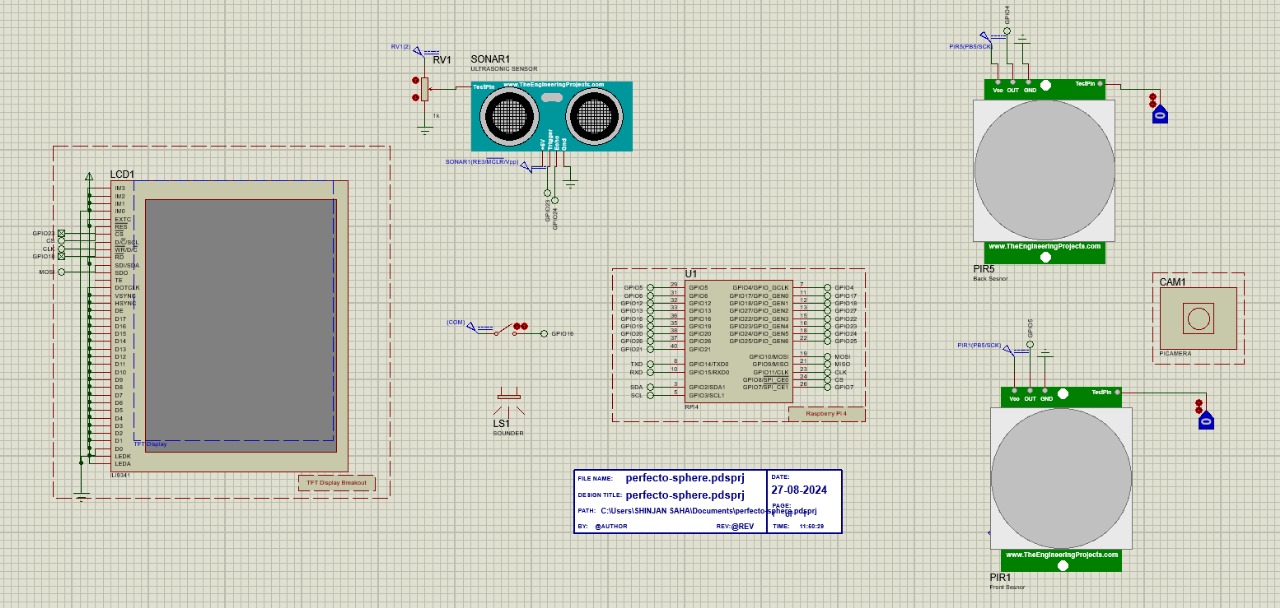 GPIO4
RV1(2)
PIR5(PB5/SCK)
RV1
SONAR1
ULTRASONIC SENSOR
TestPin
www.TheEngineeringProjects.com
1k
+5V
Trigger
Echo
Gnd
SONAR1(RE3/MCLR/Vpp)
GPIO23
GPIO24
Vcc OUT GND
TestPin
0
www.TheEngineeringProjects.com
PIR5
Back Sesnor
LCD1
IM3
IM2
IM1
IM0
EXTC
RES
GPIO23
CS
CS
D/C/SCL
CLK
WR/D/C
GPIO18
RD
SDI/SDA
MOSI
SDO
TE
DOTCLK
VSYNC
HSYNC
DE
D17
D16
D15
D14
D13
D12
D11
D10
D9
D8
D7
D6
D5
D4
D3
D2
D1
D0
LEDK
LEDA
TFT Display
ILI9341
TFT Display Breakout
(COM)
GPIO16
LS1
SOUNDER
U1
GPIO5 29 GPIO5 GPIO4/GPIO_GCLK 7 GPIO4
GPIO6 31 GPIO6 GPIO17/GPIO_GEN0 11 GPIO17
GPIO12 32 GPIO12 GPIO18/GPIO_GEN1 12 GPIO18
GPIO13 33 GPIO13 GPIO27/GPIO_GEN2 13 GPIO27
GPIO16 36 GPIO16 GPIO22/GPIO_GEN3 15 GPIO22
GPIO19 35 GPIO19 GPIO23/GPIO_GEN4 16 GPIO23
GPIO20 38 GPIO20 GPIO24/GPIO_GEN5 18 GPIO24
GPIO26 37 GPIO26 GPIO25/GPIO_GEN6 22 GPIO25
GPIO21 40 GPIO21
GPIO10/MOSI 19 MOSI
TXD 8 GPIO14/TXD0 GPIO9/MISO 21 MISO
RXD 10 GPIO15/RXD0 GPIO11/CLK 23 CLK
GPIO8/SPI_CE0 24 CS
SDA 3 GPIO2/SDA1 GPIO7/SPI_CE1 26 GPIO7
SCL 5 GPIO3/SCL1
RPI4
Raspberry Pi 4
CAM1
PICAMERA
GPIO5
PIR1(PB5/SCK)
Vcc OUT GND
TestPin
0
www.TheEngineeringProjects.com
PIR1
Front Sesnor
FILE NAME: perfecto-sphere.pdsprj
DESIGN TITLE: perfecto-sphere.pdsprj
PATH: C:\Users\SHINJAN SAHA\Documents\perfecto-sphere.pdsprj
BY: @AUTHOR REV:@REV
DATE:
27-08-2024
PAGE:
TIME: 11:50:29